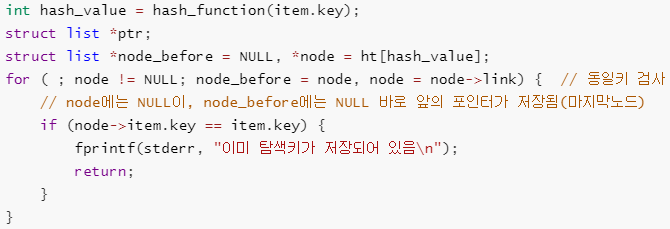 int hash_value = hash_function(item.key);
struct list *ptr;
struct list *node_before = NULL, *node = ht[hash_value];
for ( ; node != NULL; node_before = node, node = node->link) {  // 동일키 검사
    // node에는 NULL이, node_before에는 NULL 바로 앞의 포인터가 저장됨(마지막노드)
    if (node->item.key == item.key) {
        fprintf(stderr, "이미 탐색키가 저장되어 있음\n");
        return;
    }
}